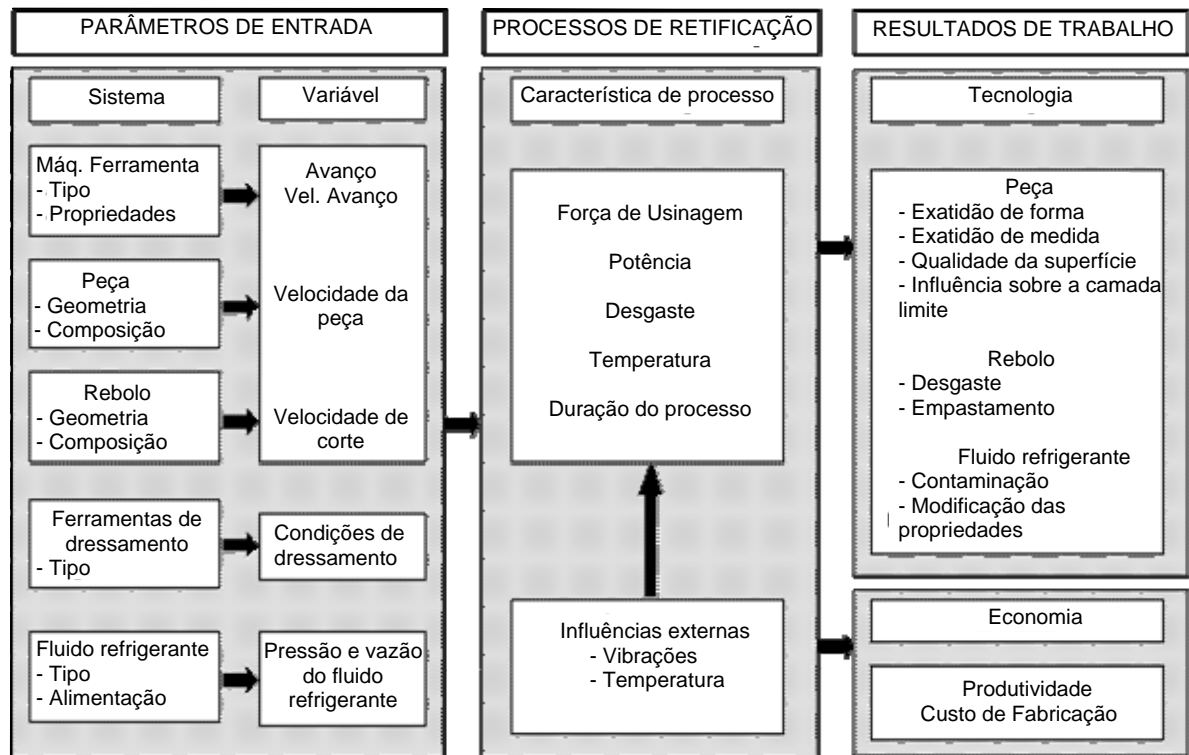 PARÂMETROS DE ENTRADA
Sistema
Variável
Máq. Ferramenta
- Tipo
- Propriedades
Avanço
Vel. Avanço
Peça
- Geometria
- Composição
Velocidade da
peça
Rebolo
- Geometria
- Composição
Velocidade de
corte
Ferramentas de
dressamento
- Tipo
Condições de
dressamento
Fluido refrigerante
- Tipo
- Alimentação
Pressão e vazão
do fluido
refrigerante
PROCESSOS DE RETIFICAÇÃO
Característica de processo
Força de Usinagem
Potência
Desgaste
Temperatura
Duração do processo
Influências externas
- Vibrações
- Temperatura
RESULTADOS DE TRABALHO
Tecnologia
Peça
- Exatidão de forma
- Exatidão de medida
- Qualidade da superfície
- Influência sobre a camada
limite
Rebolo
- Desgaste
- Empastamento
Fluido refrigerante
- Contaminação
- Modificação das
propriedades
Economia
Produtividade
Custo de Fabricação